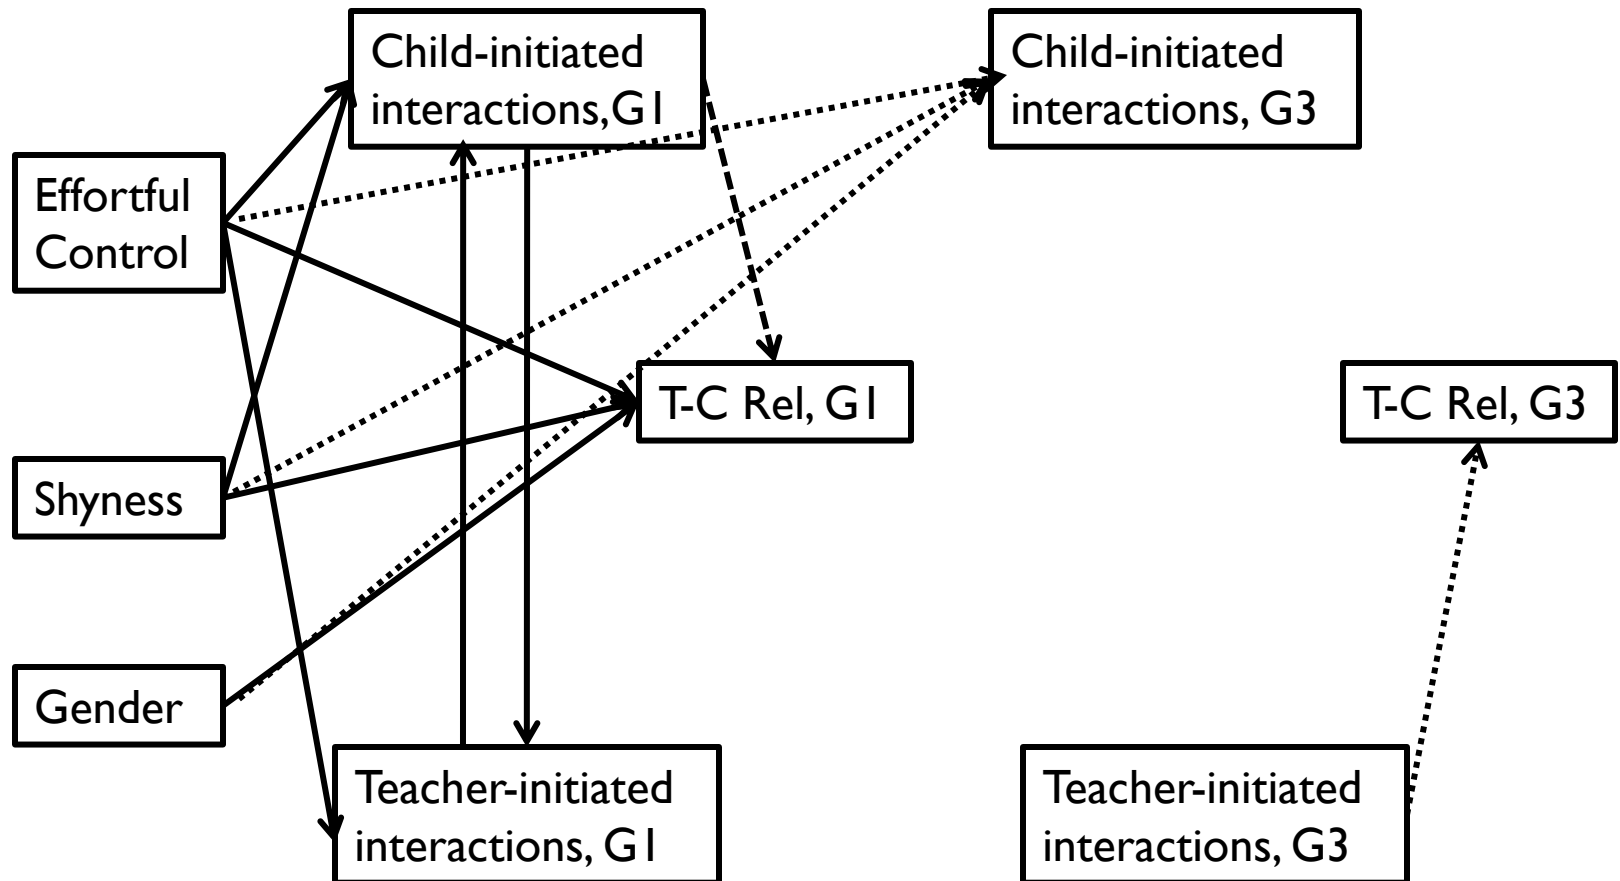 Child-initiated
interactions,G1
Child-initiated
interactions, G3
Effortful
Control
T-C Rel, G1
T-C Rel, G3
Shyness
Gender
Teacher-initiated
interactions, G1
Teacher-initiated
interactions, G3